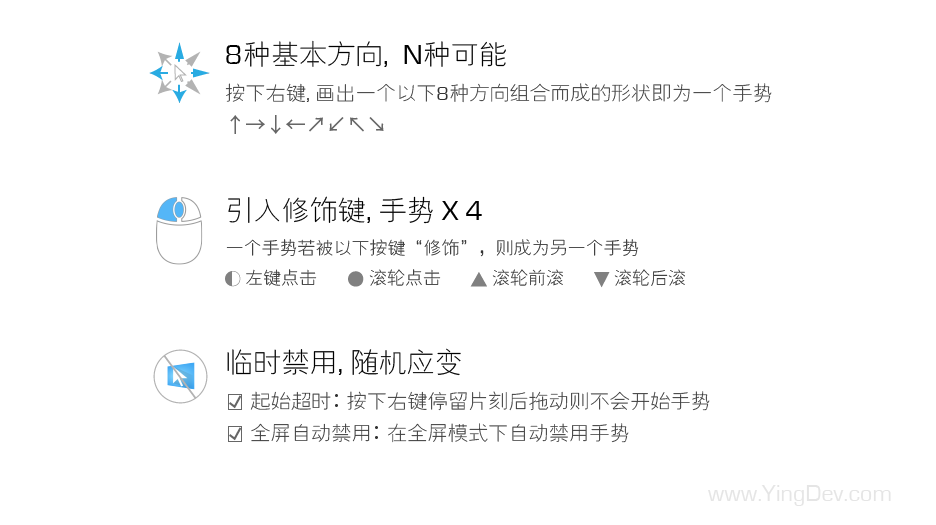 8种基本方向, N种可能
按下右键, 画出一个以下8种方向组合而成的形状即为一个手势
↑→↓←↗↙↖↘
引入修饰键, 手势 X 4
一个手势若被以下按键“修饰”，则成为另一个手势
左键点击 滚轮点击 滚轮前滚 滚轮后滚
临时禁用, 随机应变
起始超时: 按下右键停留片刻后拖动则不会开始手势
全屏自动禁用: 在全屏模式下自动禁用手势
www.YingDev.com